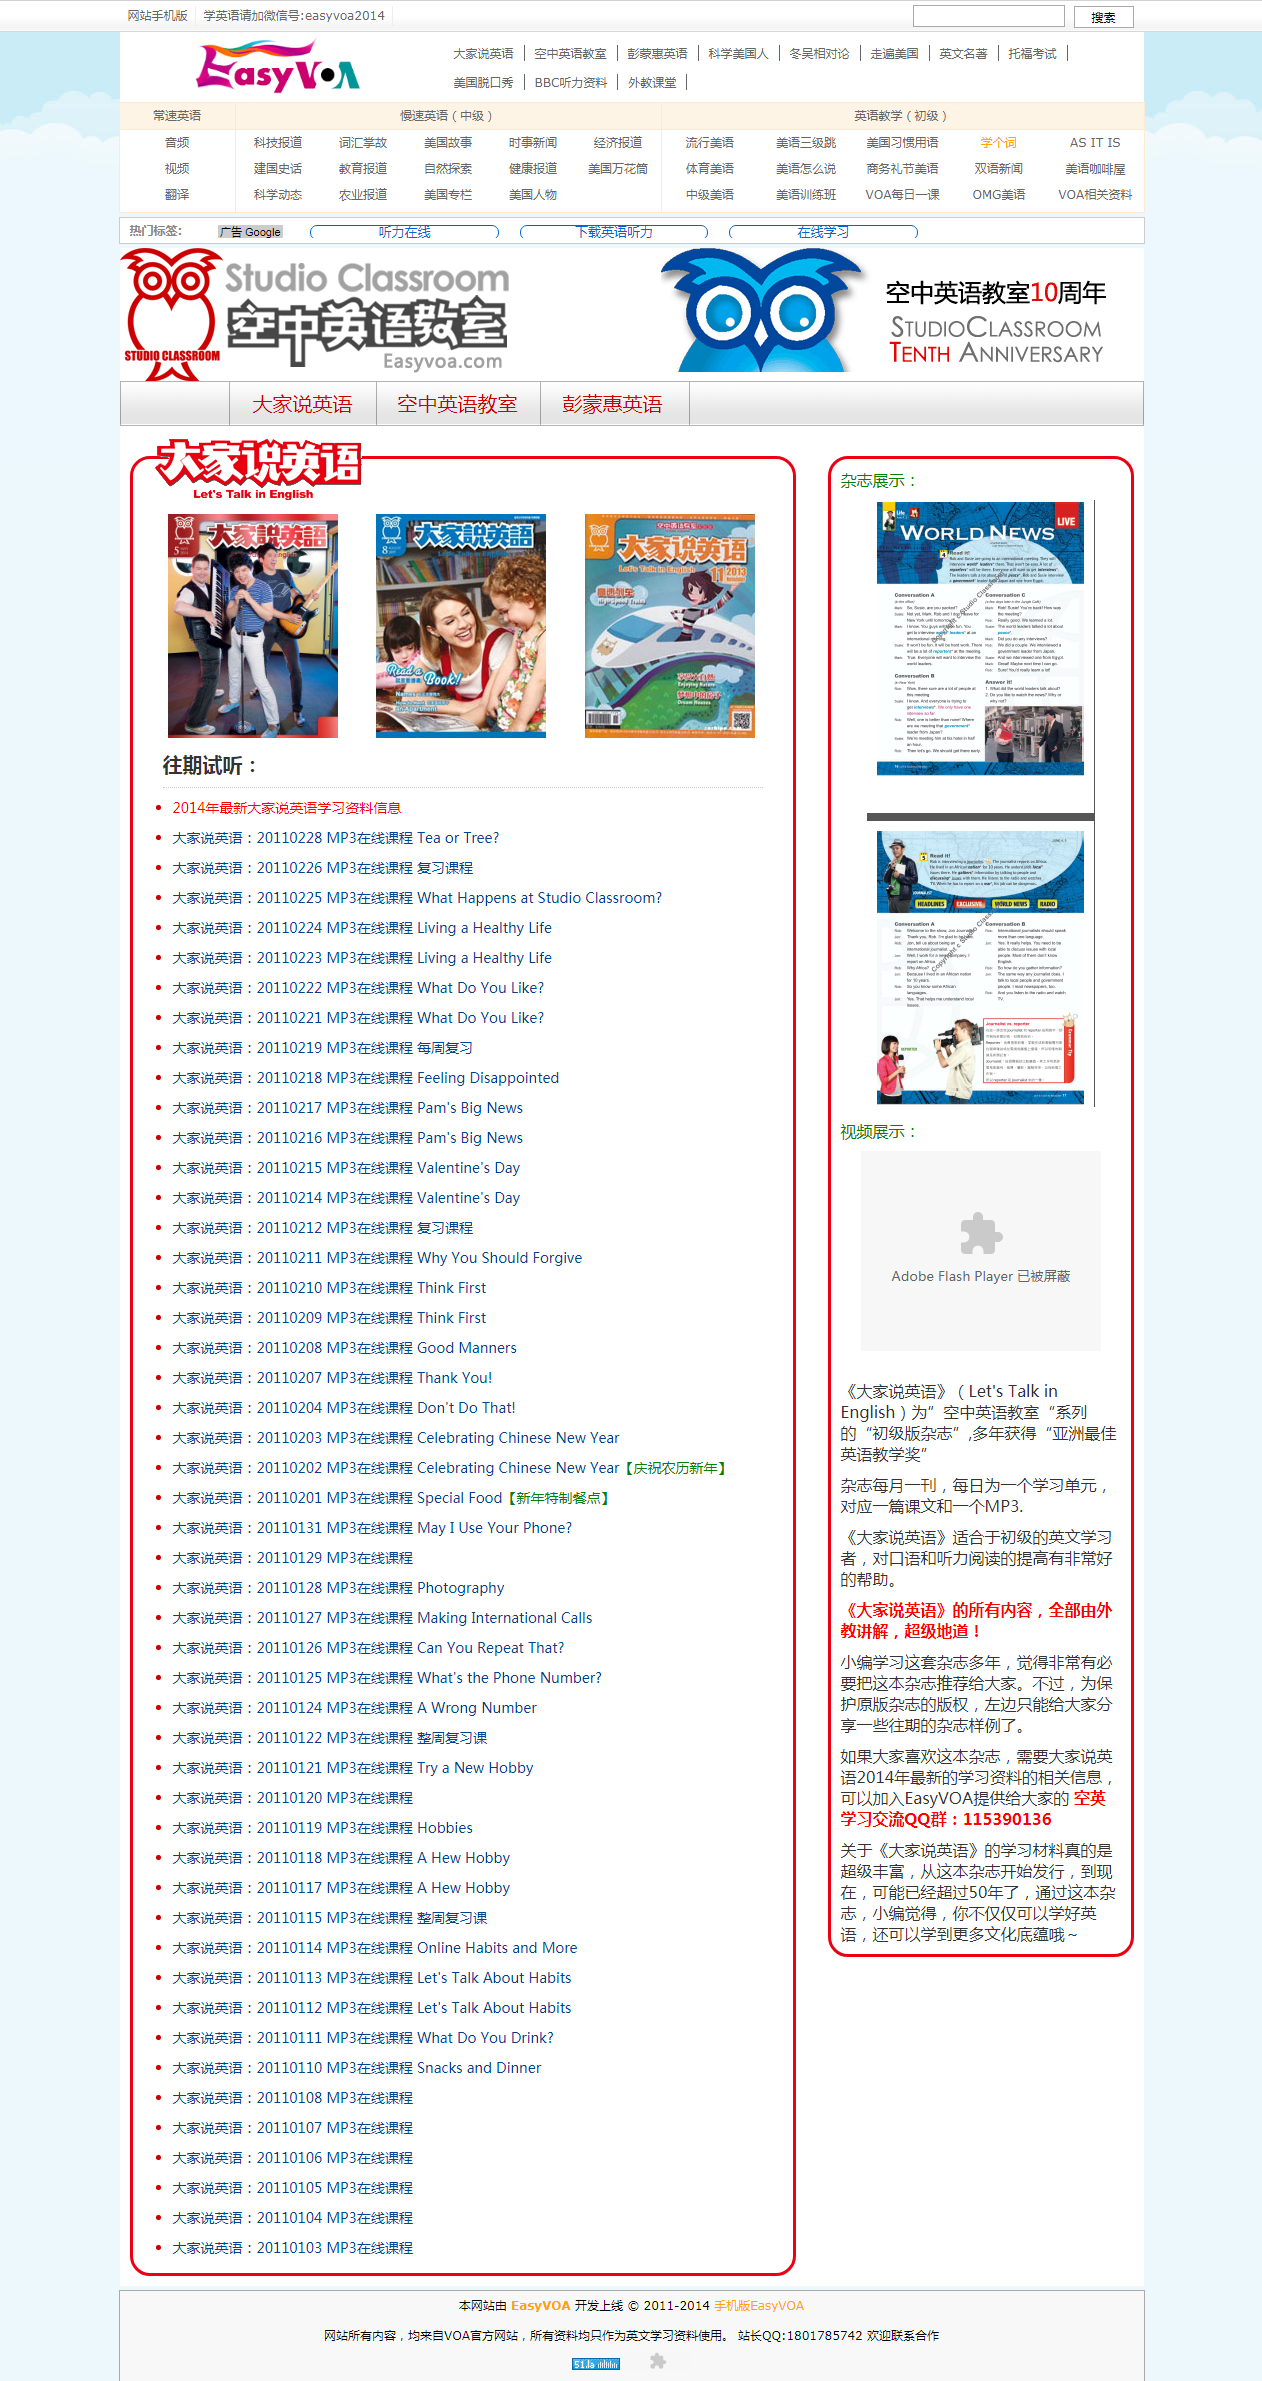 网站手机版 学英语请加微信号:easyvoa2014 搜索
EasyVOA
大家说英语 空中英语教室 彭蒙惠英语 科学美国人 冬吴相对论 走遍美国 英文名著 托福考试
美国脱口秀 BBC听力资料 外教课堂
常速英语 慢速英语（中级） 英语教学（初级）
音频 科技报道 词汇掌故 美国故事 时事新闻 经济报道 流行美语 美语三级跳 美国习惯用语 学个词 AS IT IS
视频 建国史话 教育报道 自然探索 健康报道 美国万花筒 体育美语 美语怎么说 商务礼节美语 双语新闻 美语咖啡屋
翻译 科学动态 农业报道 美国专栏 美国人物 中级美语 美语训练班 VOA每日一课 OMG美语 VOA相关资料
热门标签: 广告 Google 听力在线 下载英语听力 在线学习
STUDIO CLASSROOM
Studio Classroom
空中英语教室
Easyvoa.com
空中英语教室10周年
StudioClassroom
Tenth Anniversary
大家说英语 空中英语教室 彭蒙惠英语
大家说英语
Let's Talk in English
大家說英語
大家說英語
Read a Book!
大家說英語
Let's Talk in English
11 2013
往期试听：
2014年最新大家说英语学习资料信息
大家说英语：20110228 MP3在线课程 Tea or Tree?
大家说英语：20110226 MP3在线课程 复习课程
大家说英语：20110225 MP3在线课程 What Happens at Studio Classroom?
大家说英语：20110224 MP3在线课程 Living a Healthy Life
大家说英语：20110223 MP3在线课程 Living a Healthy Life
大家说英语：20110222 MP3在线课程 What Do You Like?
大家说英语：20110221 MP3在线课程 What Do You Like?
大家说英语：20110219 MP3在线课程 每周复习
大家说英语：20110218 MP3在线课程 Feeling Disappointed
大家说英语：20110217 MP3在线课程 Pam's Big News
大家说英语：20110216 MP3在线课程 Pam's Big News
大家说英语：20110215 MP3在线课程 Valentine's Day
大家说英语：20110214 MP3在线课程 Valentine's Day
大家说英语：20110212 MP3在线课程 复习课程
大家说英语：20110211 MP3在线课程 Why You Should Forgive
大家说英语：20110210 MP3在线课程 Think First
大家说英语：20110209 MP3在线课程 Think First
大家说英语：20110208 MP3在线课程 Good Manners
大家说英语：20110207 MP3在线课程 Thank You!
大家说英语：20110204 MP3在线课程 Don't Do That!
大家说英语：20110203 MP3在线课程 Celebrating Chinese New Year
大家说英语：20110202 MP3在线课程 Celebrating Chinese New Year【庆祝农历新年】
大家说英语：20110201 MP3在线课程 Special Food【新年特制餐点】
大家说英语：20110131 MP3在线课程 May I Use Your Phone?
大家说英语：20110129 MP3在线课程
大家说英语：20110128 MP3在线课程 Photography
大家说英语：20110127 MP3在线课程 Making International Calls
大家说英语：20110126 MP3在线课程 Can You Repeat That?
大家说英语：20110125 MP3在线课程 What's the Phone Number?
大家说英语：20110124 MP3在线课程 A Wrong Number
大家说英语：20110122 MP3在线课程 整周复习课
大家说英语：20110121 MP3在线课程 Try a New Hobby
大家说英语：20110120 MP3在线课程
大家说英语：20110119 MP3在线课程 Hobbies
大家说英语：20110118 MP3在线课程 A Hew Hobby
大家说英语：20110117 MP3在线课程 A Hew Hobby
大家说英语：20110115 MP3在线课程 整周复习课
大家说英语：20110114 MP3在线课程 Online Habits and More
大家说英语：20110113 MP3在线课程 Let's Talk About Habits
大家说英语：20110112 MP3在线课程 Let's Talk About Habits
大家说英语：20110111 MP3在线课程 What Do You Drink?
大家说英语：20110110 MP3在线课程 Snacks and Dinner
大家说英语：20110108 MP3在线课程
大家说英语：20110107 MP3在线课程
大家说英语：20110106 MP3在线课程
大家说英语：20110105 MP3在线课程
大家说英语：20110104 MP3在线课程
大家说英语：20110103 MP3在线课程
杂志展示：
WORLD NEWS
LIVE
Read it!
Conversation A
Conversation C
Conversation B
Answer it!
Read it!
HEADLINES EXCLUSIVE WORLD NEWS RADIO
Conversation A
Conversation B
视频展示：
Adobe Flash Player 已被屏蔽
《大家说英语》（Let's Talk in
English）为”空中英语教室“系列
的“初级版杂志”,多年获得“亚洲最佳
英语教学奖”
杂志每月一刊，每日为一个学习单元，
对应一篇课文和一个MP3.
《大家说英语》适合于初级的英文学习
者，对口语和听力阅读的提高有非常好
的帮助。
《大家说英语》的所有内容，全部由外
教讲解，超级地道！
小编学习这套杂志多年，觉得非常有必
要把这本杂志推荐给大家。不过，为保
护原版杂志的版权，左边只能给大家分
享一些往期的杂志样例了。
如果大家喜欢这本杂志，需要大家说英
语2014年最新的学习资料的相关信息，
可以加入EasyVOA提供给大家的 空英
学习交流QQ群：115390136
关于《大家说英语》的学习材料真的是
超级丰富，从这本杂志开始发行，到现
在，可能已经超过50年了，通过这本杂
志，小编觉得，你不仅仅可以学好英
语，还可以学到更多文化底蕴哦～
本网站由 EasyVOA 开发上线 © 2011-2014 手机版EasyVOA
网站所有内容，均来自VOA官方网站，所有资料均只作为英文学习资料使用。 站长QQ:1801785742 欢迎联系合作
51.la